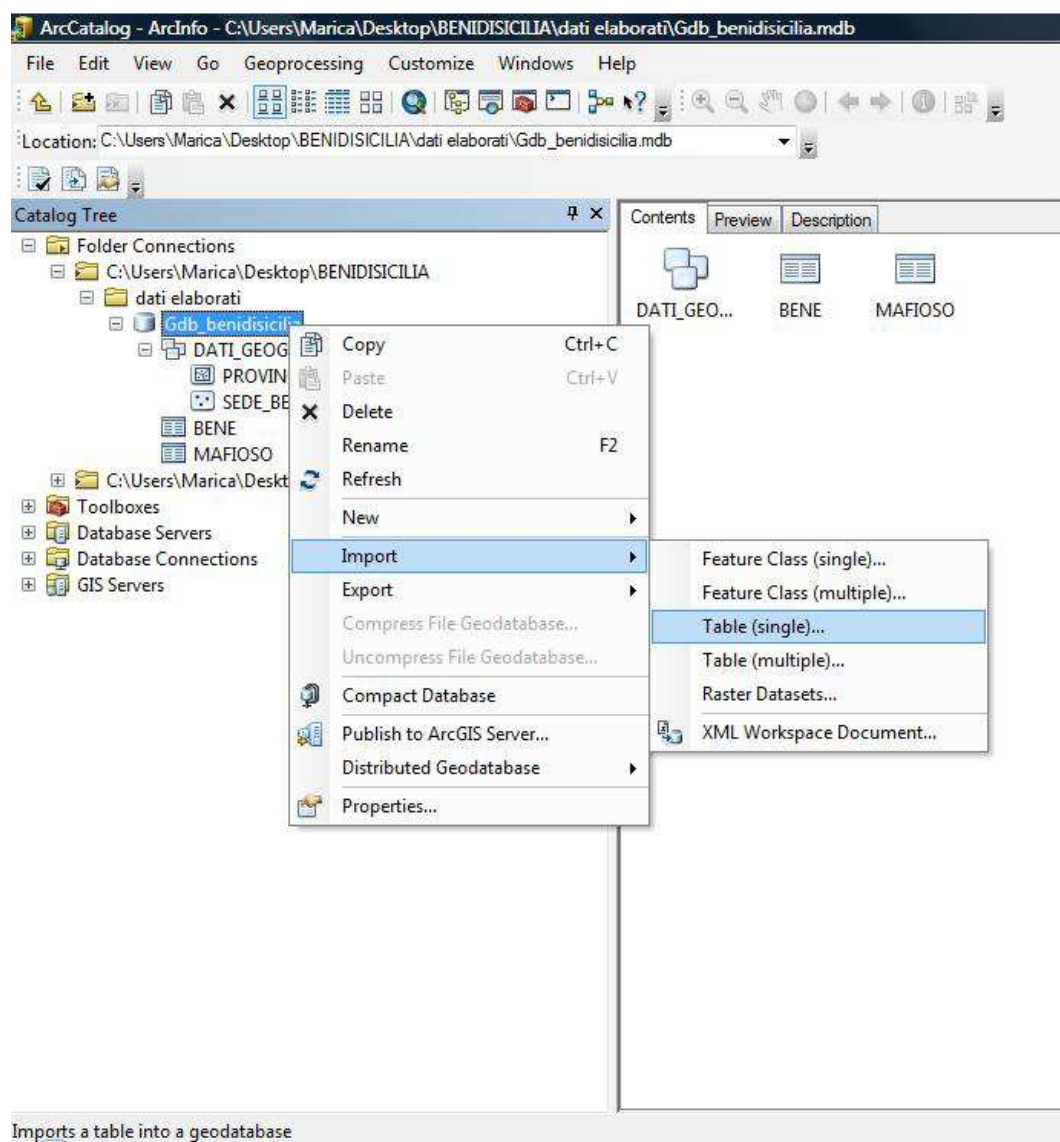 ArcCatalog - ArcInfo - C:\Users\Marica\Desktop\BENIDISICILIA\dati elaborati\Gdb_benidisicilia.mdb
File Edit View Go Geoprocessing Customize Windows Help
Location: C:\Users\Marica\Desktop\BENIDISICILIA\dati elaborati\Gdb_benidisicilia.mdb
Catalog Tree
Folder Connections
C:\Users\Marica\Desktop\BENIDISICILIA
dati elaborati
Gdb_benidisicilia
DATI_GEOG
PROVIN
SEDE_BE
BENE
MAFIOSO
C:\Users\Marica\Deskt
Toolboxes
Database Servers
Database Connections
GIS Servers
Copy Ctrl+C
Paste Ctrl+V
Delete
Rename F2
Refresh
New
Import
Export
Compress File Geodatabase...
Uncompress File Geodatabase...
Compact Database
Publish to ArcGIS Server...
Distributed Geodatabase
Properties...
Feature Class (single)...
Feature Class (multiple)...
Table (single)...
Table (multiple)...
Raster Datasets...
XML Workspace Document...
Contents Preview Description
DATI_GEO... BENE MAFIOSO
Imports a table into a geodatabase